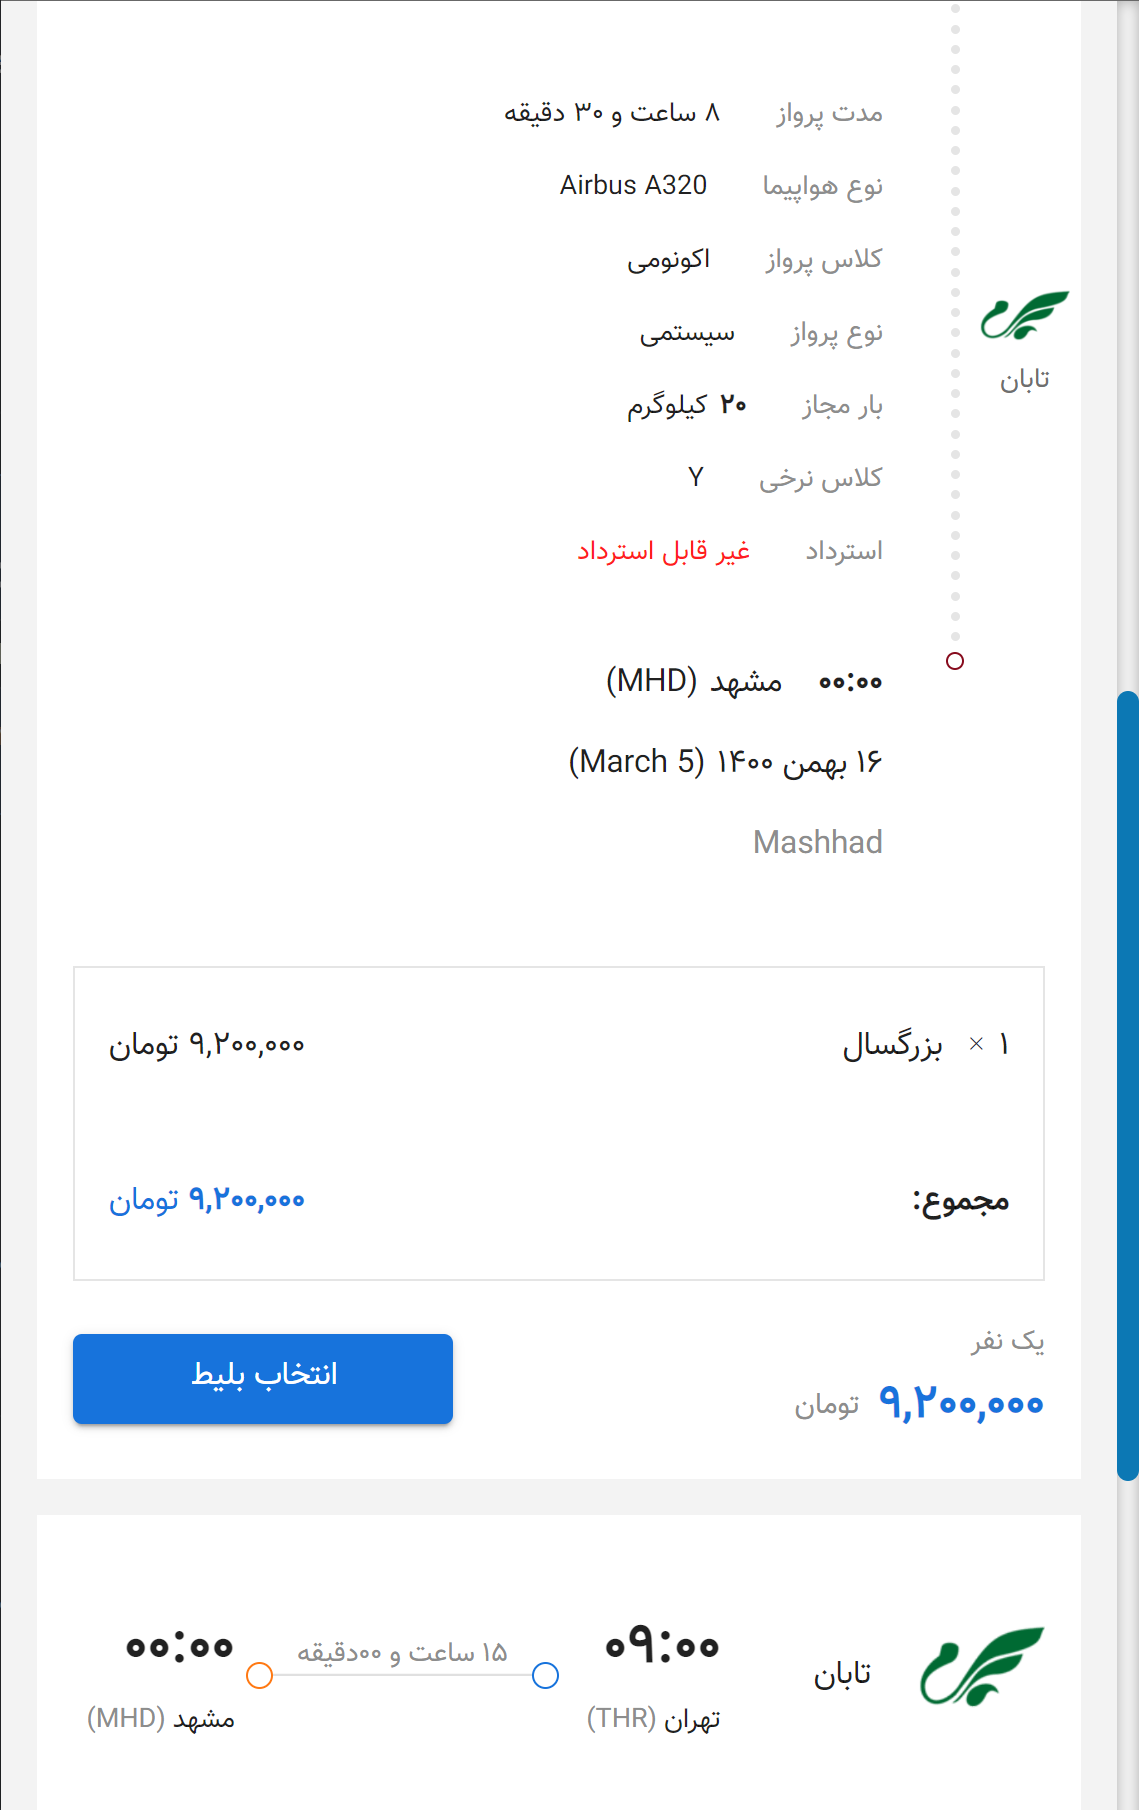 مدت پرواز ۸ ساعت و ۳۰ دقیقه
نوع هواپیما Airbus A320
کلاس پرواز اکونومی
نوع پرواز سیستمی
تابان
بار مجاز ۲۰ کیلوگرم
کلاس نرخی Y
استرداد غیر قابل استرداد
۰۰:۰۰ مشهد (MHD)
۱۶ بهمن ۱۴۰۰ (March 5)
Mashhad
۱ × بزرگسال ۹,۲۰۰,۰۰۰ تومان
مجموع: ۹,۲۰۰,۰۰۰ تومان
یک نفر
۹,۲۰۰,۰۰۰ تومان
انتخاب بلیط
تابان
۰۹:۰۰
تهران (THR)
۱۵ ساعت و ۰۰دقیقه
۰۰:۰۰
مشهد (MHD)